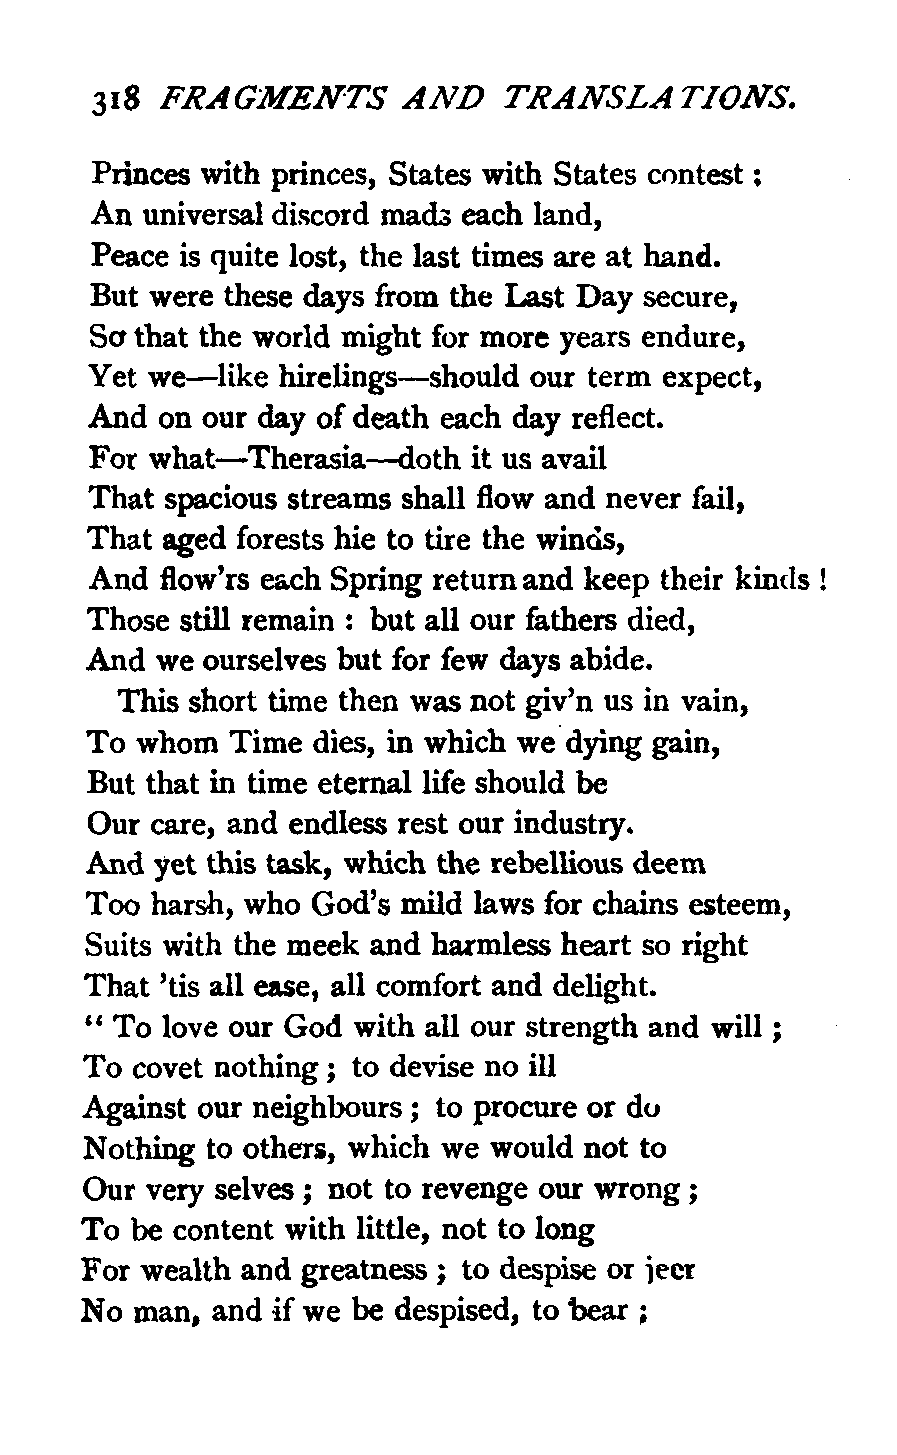 318 FRAGMENTS AND TRANSLATIONS.
Princes with princes, States with States contest ;
An universal discord made each land,
Peace is quite lost, the last times are at hand.
But were these days from the Last Day secure,
So that the world might for more years endure,
Yet we—like hirelings—should our term expect,
And on our day of death each day reflect.
For what—Therasia—doth it us avail
That spacious streams shall flow and never fail,
That aged forests hie to tire the winds,
And flow'rs each Spring return and keep their kinds !
Those still remain : but all our fathers died,
And we ourselves but for few days abide.
This short time then was not giv'n us in vain,
To whom Time dies, in which we dying gain,
But that in time eternal life should be
Our care, and endless rest our industry.
And yet this task, which the rebellious deem
Too harsh, who God's mild laws for chains esteem,
Suits with the meek and harmless heart so right
That 'tis all ease, all comfort and delight.
“ To love our God with all our strength and will ;
To covet nothing ; to devise no ill
Against our neighbours ; to procure or do
Nothing to others, which we would not to
Our very selves ; not to revenge our wrong ;
To be content with little, not to long
For wealth and greatness ; to despise or jeer
No man, and if we be despised, to bear ;